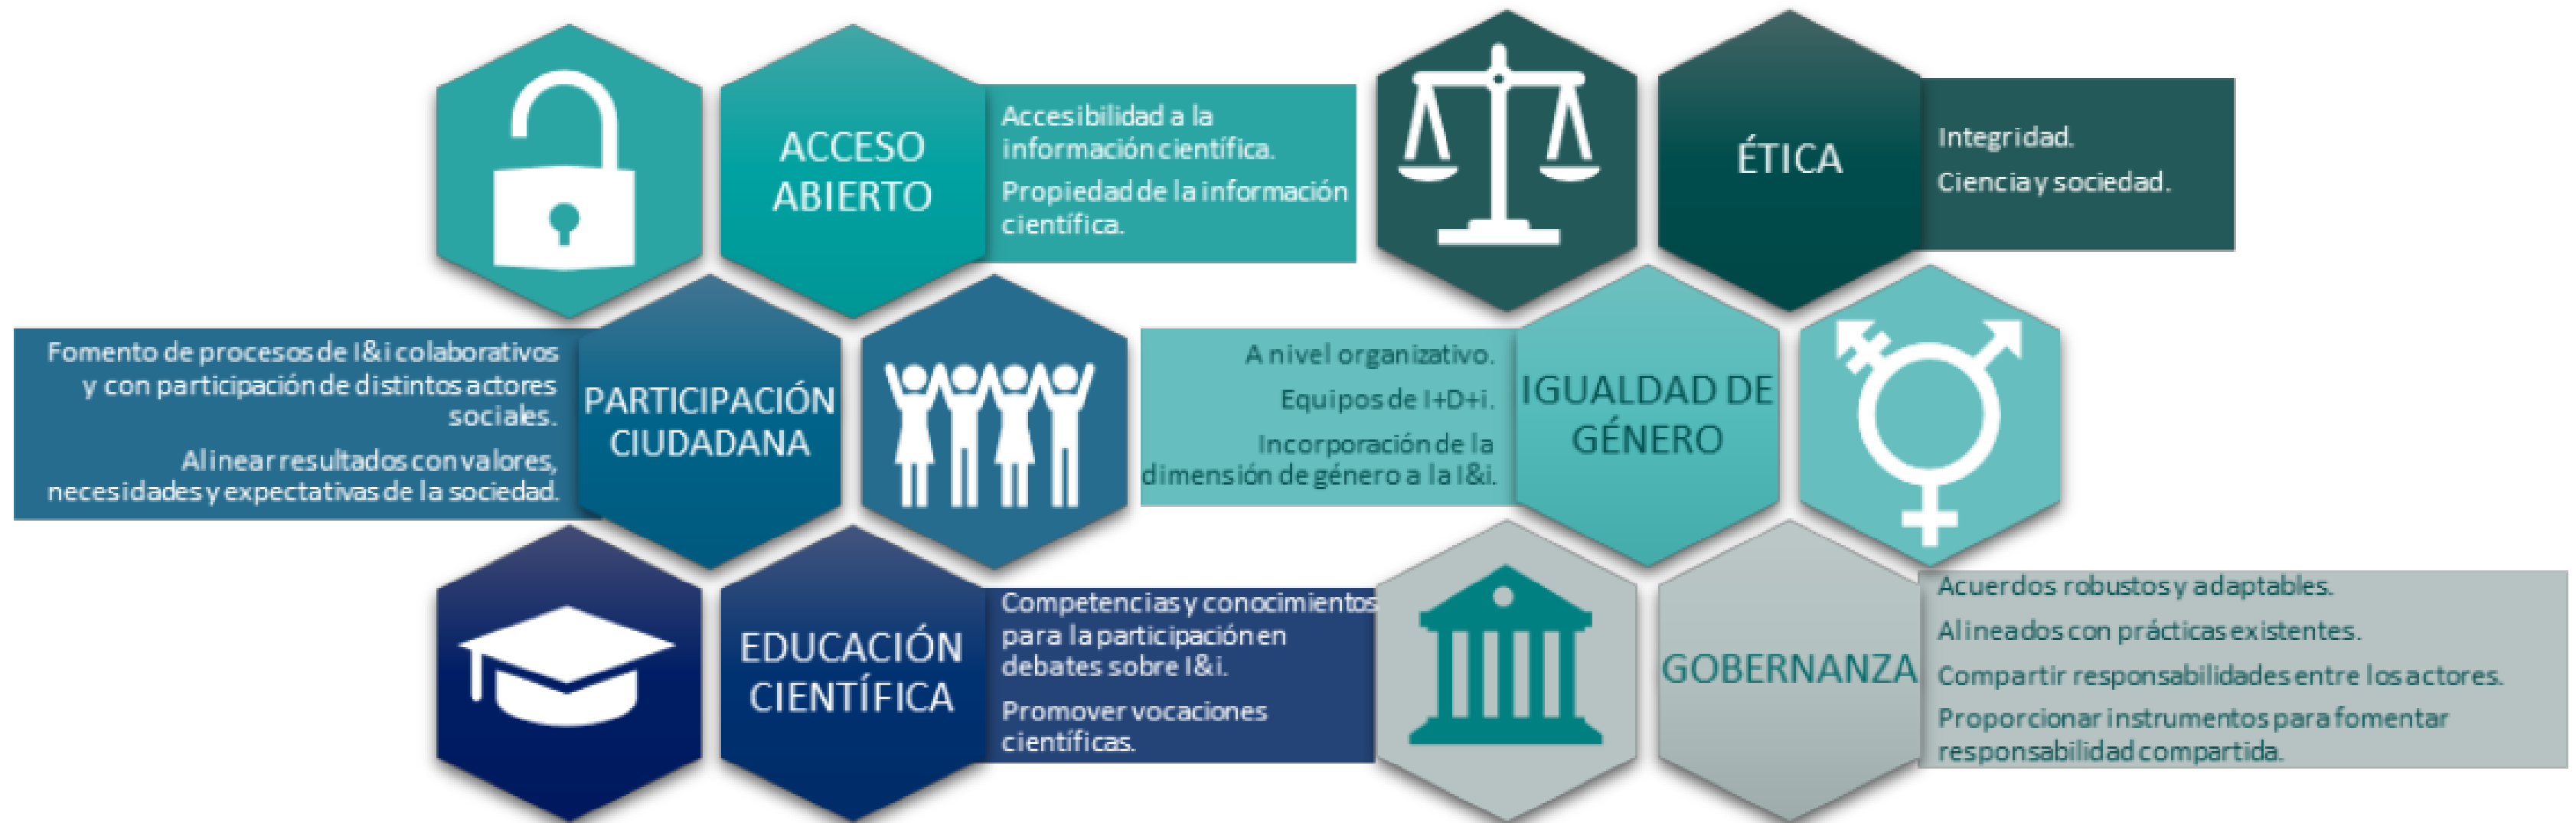 ACCESO
ABIERTO
Accesibilidad a la
información científica.
Propiedad de la información
científica.
ÉTICA
Integridad.
Ciencia y sociedad.
Fomento de procesos de I&i colaborativos
y con participación de distintos actores
sociales.
Alinear resultados con valores,
necesidades y expectativas de la sociedad.
PARTICIPACIÓN
CIUDADANA
A nivel organizativo.
Equipos de I+D+i.
Incorporación de la
dimensión de género a la I&i.
IGUALDAD DE
GÉNERO
EDUCACIÓN
CIENTÍFICA
Competencias y conocimientos
para la participación en
debates sobre I&i.
Promover vocaciones
científicas.
GOBERNANZA
Acuerdos robustos y adaptables.
Alineados con prácticas existentes.
Compartir responsabilidades entre los actores.
Proporcionar instrumentos para fomentar
responsabilidad compartida.